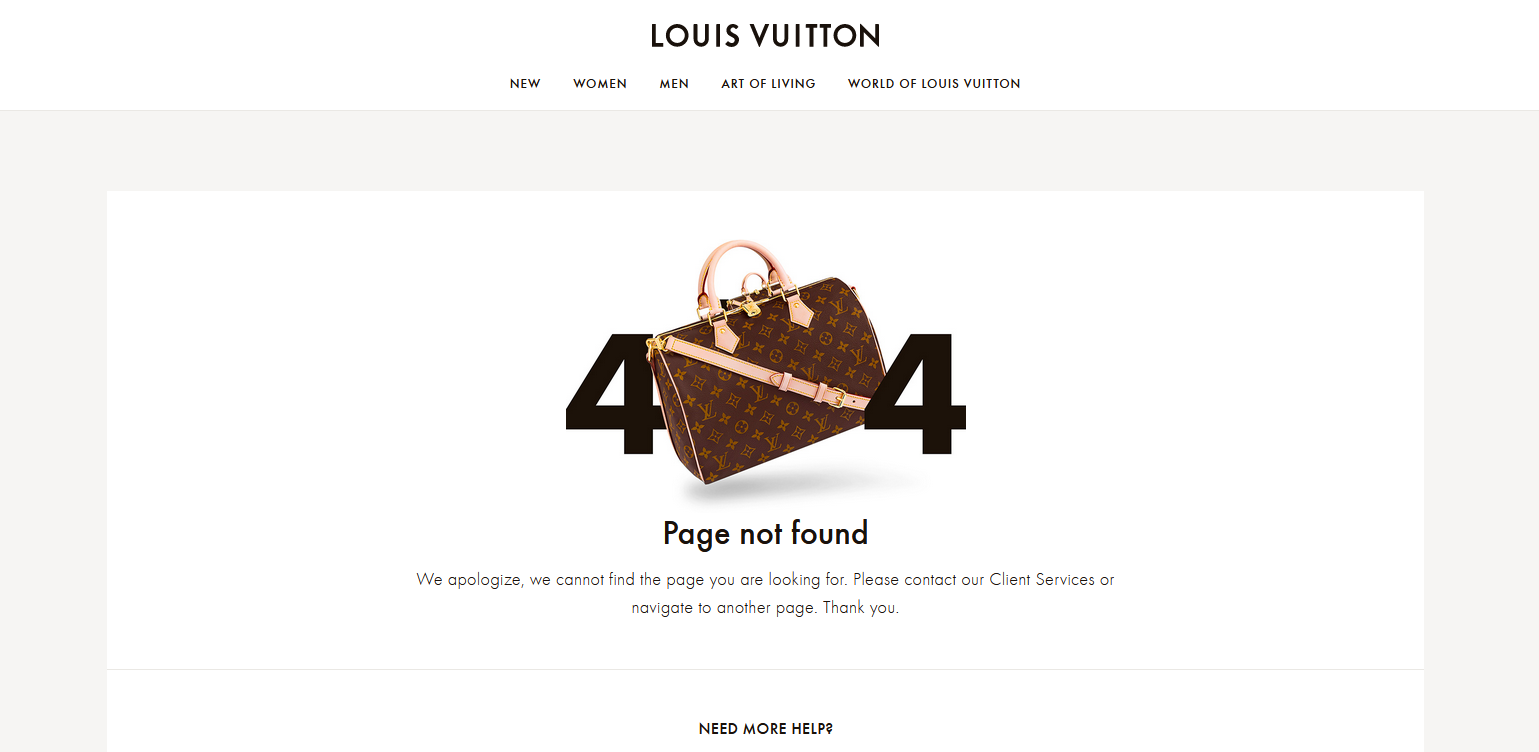 LOUIS VUITTON
NEW WOMEN MEN ART OF LIVING WORLD OF LOUIS VUITTON
4 4
Page not found
We apologize, we cannot find the page you are looking for. Please contact our Client Services or
navigate to another page. Thank you.
NEED MORE HELP?